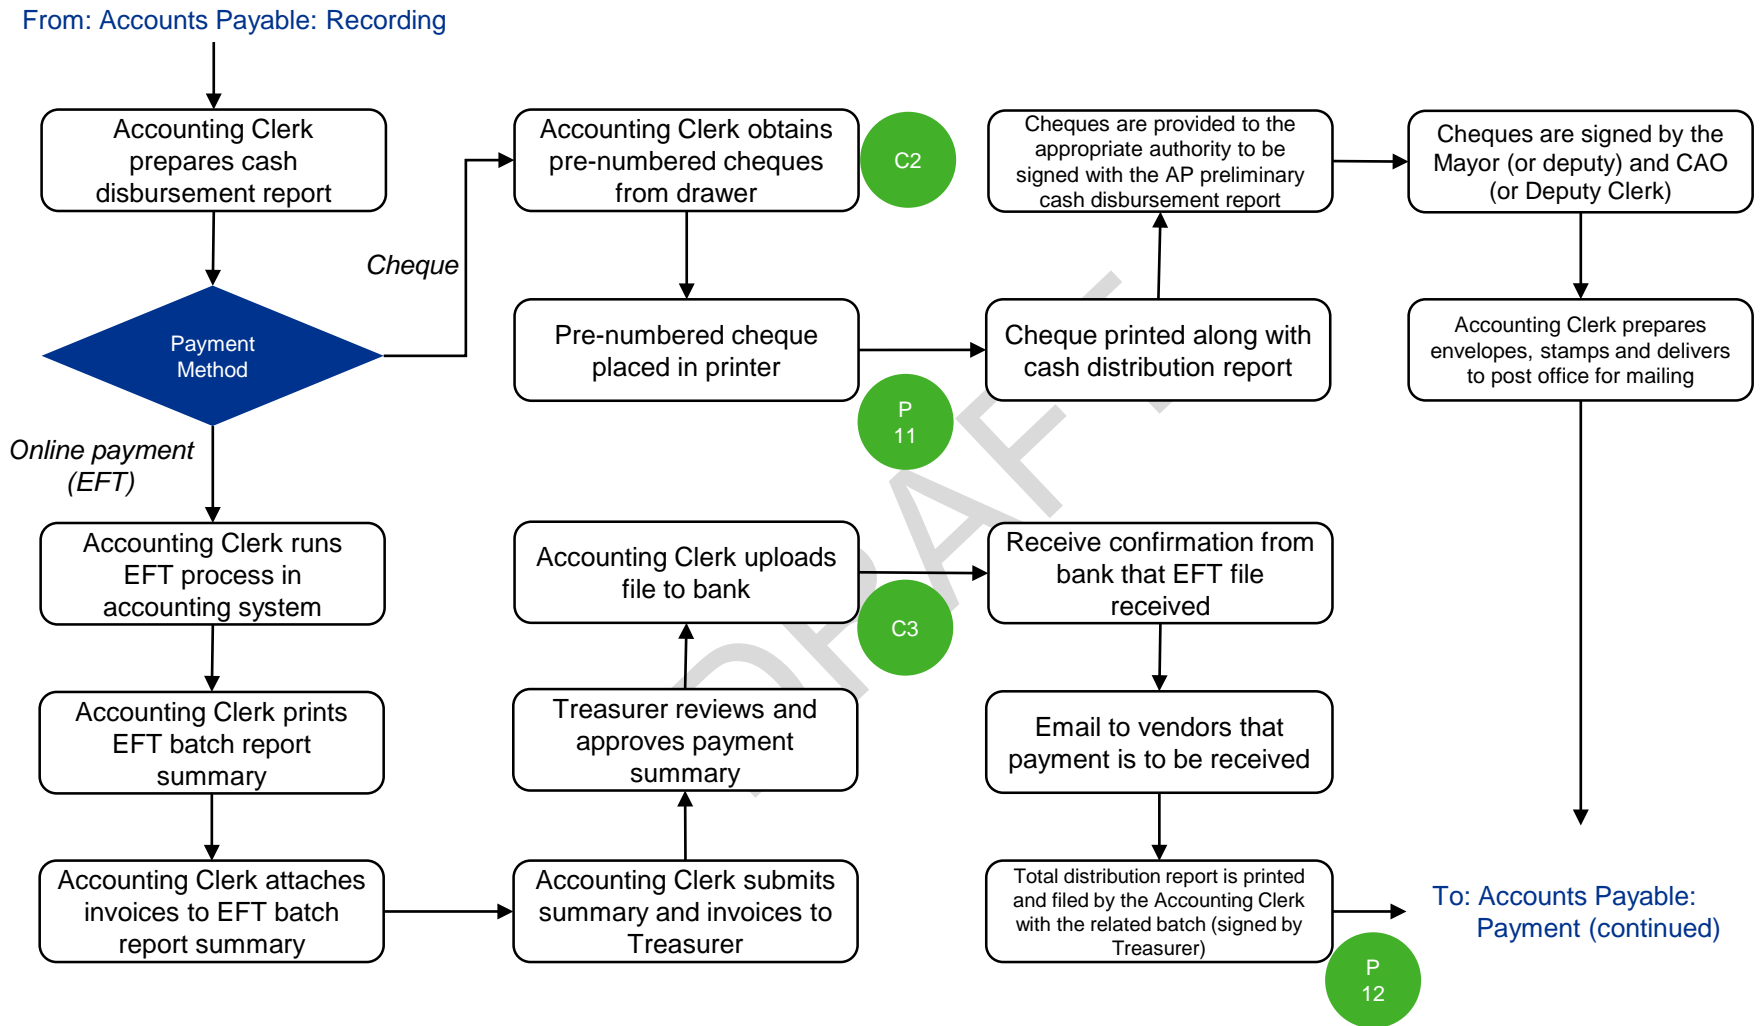 From: Accounts Payable: Recording
Accounting Clerk
prepares cash
disbursement report
Payment
Method
Cheque
Online payment
(EFT)
Accounting Clerk obtains
pre-numbered cheques
from drawer
C2
Pre-numbered cheque
placed in printer
P
11
Cheque printed along with
cash distribution report
Cheques are provided to the
appropriate authority to be
signed with the AP preliminary
cash disbursement report
Cheques are signed by the
Mayor (or deputy) and CAO
(or Deputy Clerk)
Accounting Clerk prepares
envelopes, stamps and delivers
to post office for mailing
Accounting Clerk runs
EFT process in
accounting system
Accounting Clerk prints
EFT batch report
summary
Accounting Clerk attaches
invoices to EFT batch
report summary
Accounting Clerk submits
summary and invoices to
Treasurer
Treasurer reviews and
approves payment
summary
Accounting Clerk uploads
file to bank
C3
Receive confirmation from
bank that EFT file
received
Email to vendors that
payment is to be received
Total distribution report is printed
and filed by the Accounting Clerk
with the related batch (signed by
Treasurer)
P
12
To: Accounts Payable:
Payment (continued)
DRAFT